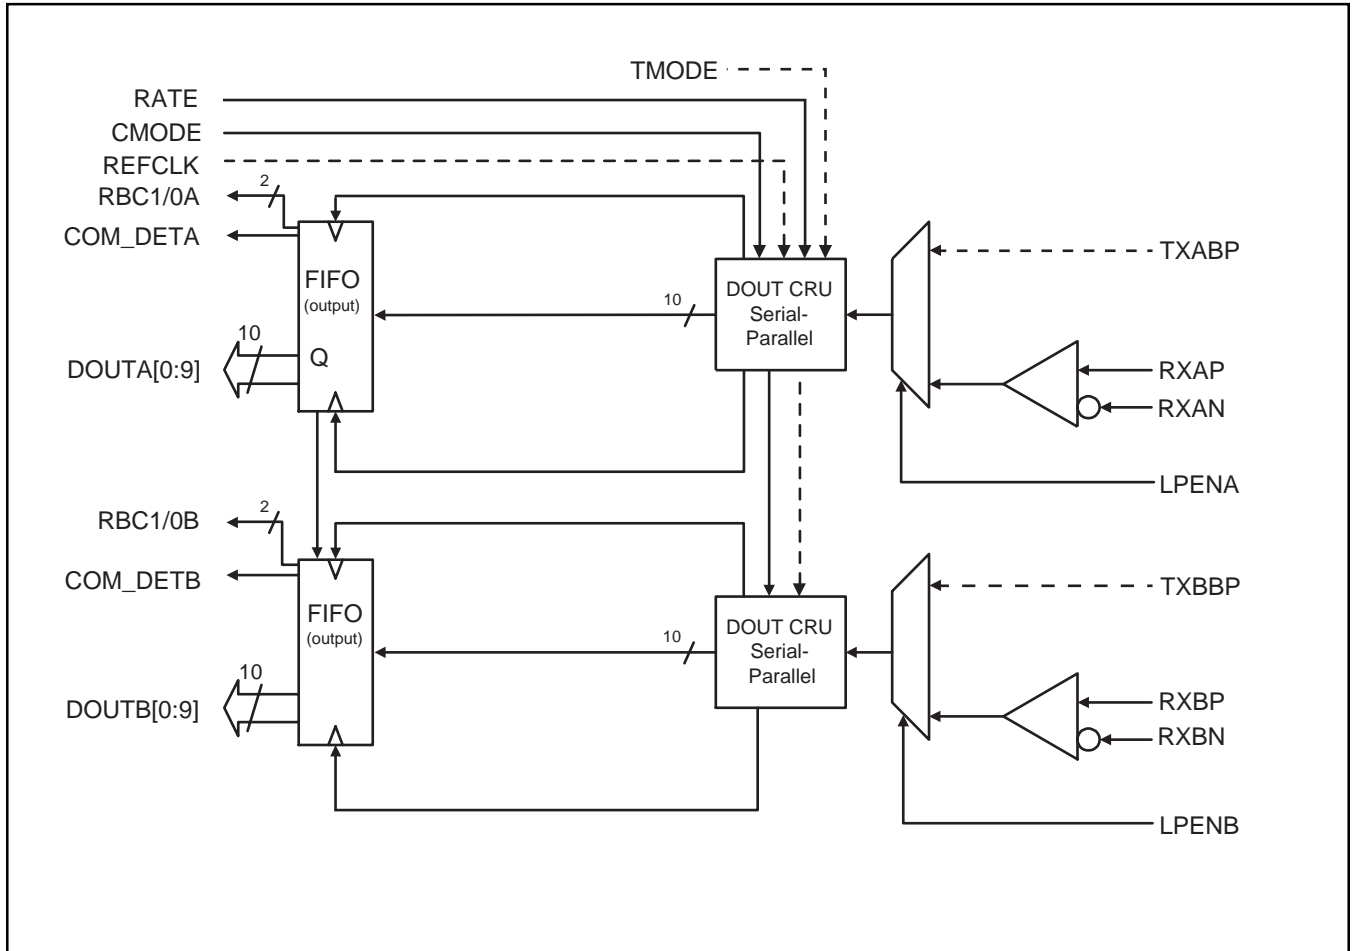 TMODE
RATE
CMODE
REFCLK
2
RBC1/0A
COM_DETA
TXABP
FIFO
(output)
10
DOUT CRU
Serial-
Parallel
10
DOUTA[0:9]
Q
RXAP
RXAN
LPENA
2
RBC1/0B
COM_DETB
TXBBP
FIFO
(output)
10
DOUT CRU
Serial-
Parallel
10
DOUTB[0:9]
RXBP
RXBN
LPENB